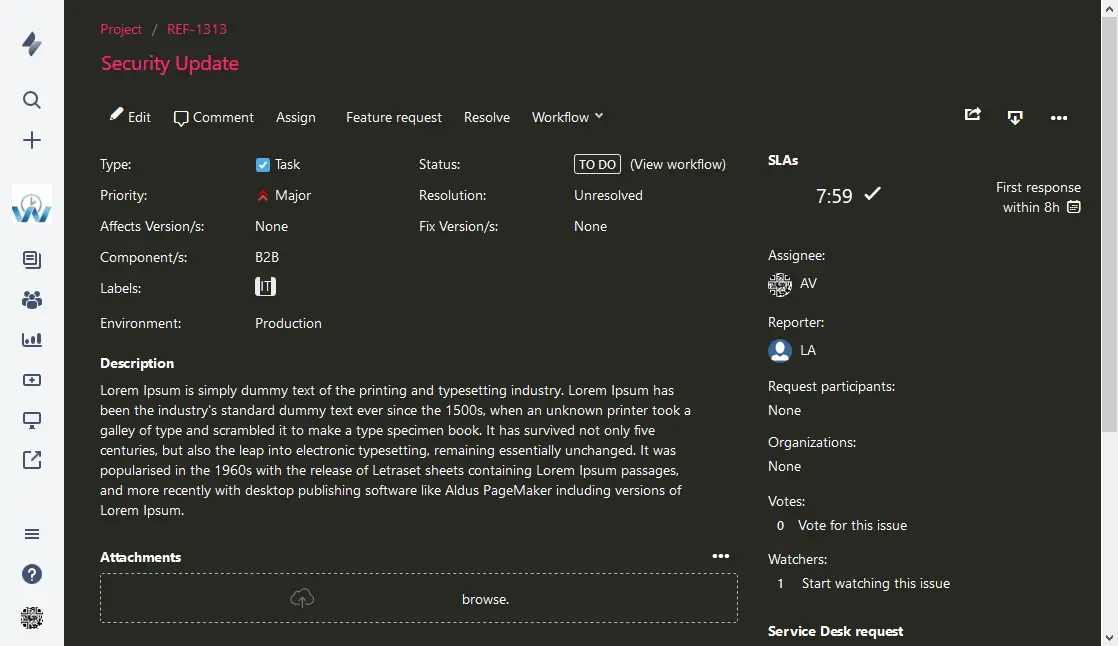 Project / REF-1313
Security Update
Edit Comment Assign Feature request Resolve Workflow
Type: Task
Priority: Major
Affects Version/s: None
Component/s: B2B
Labels: IT
Environment: Production
Status: TO DO (View workflow)
Resolution: Unresolved
Fix Version/s: None
Description
Lorem Ipsum is simply dummy text of the printing and typesetting industry. Lorem Ipsum has
been the industry's standard dummy text ever since the 1500s, when an unknown printer took a
galley of type and scrambled it to make a type specimen book. It has survived not only five
centuries, but also the leap into electronic typesetting, remaining essentially unchanged. It was
popularised in the 1960s with the release of Letraset sheets containing Lorem Ipsum passages,
and more recently with desktop publishing software like Aldus PageMaker including versions of
Lorem Ipsum.
Attachments
browse.
SLAs
7:59
First response
within 8h
Assignee:
AV
Reporter:
LA
Request participants:
None
Organizations:
None
Votes:
0 Vote for this issue
Watchers:
1 Start watching this issue
Service Desk request